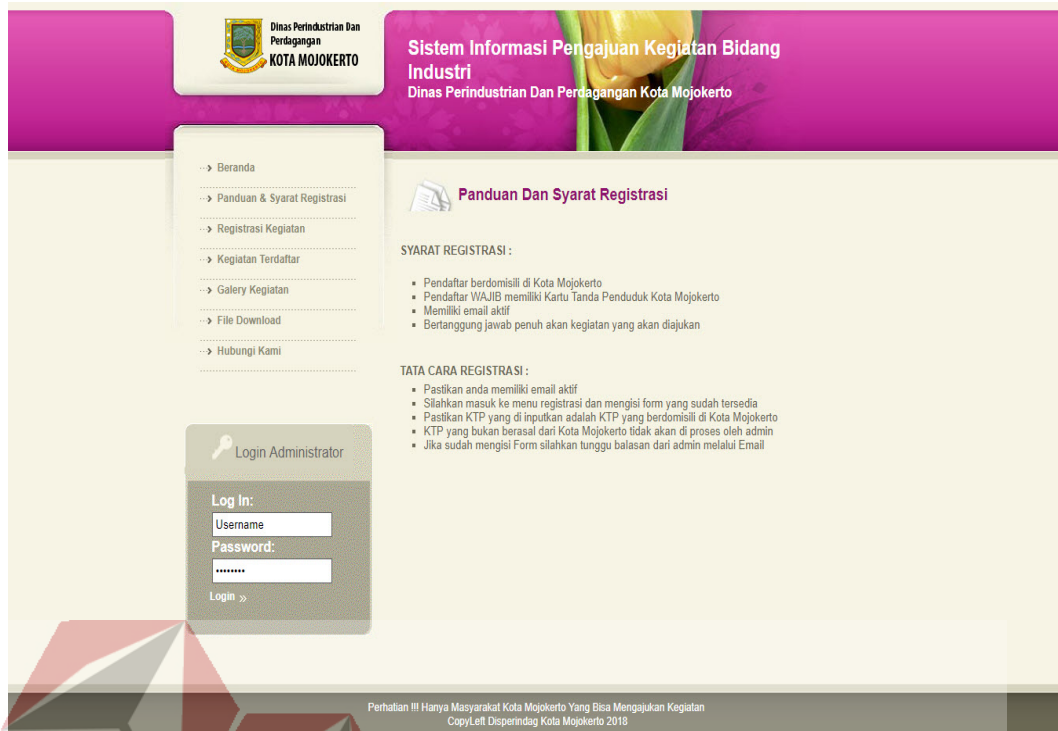 Dinas Perindustrian Dan
Perdagangan
KOTA MOJOKERTO
Sistem Informasi Pengajuan Kegiatan Bidang
Industri
Dinas Perindustrian Dan Perdagangan Kota Mojokerto
Beranda
Panduan & Syarat Registrasi
Registrasi Kegiatan
Kegiatan Terdaftar
Galery Kegiatan
File Download
Hubungi Kami
Login Administrator
Log In:
Username
Password:
••••••••
Login »
Panduan Dan Syarat Registrasi
SYARAT REGISTRASI :
Pendaftar berdomisili di Kota Mojokerto
Pendaftar WAJIB memiliki Kartu Tanda Penduduk Kota Mojokerto
Memiliki email aktif
Bertanggung jawab penuh akan kegiatan yang akan diajukan
TATA CARA REGISTRASI :
Pastikan anda memiliki email aktif
Silahkan masuk ke menu registrasi dan mengisi form yang sudah tersedia
Pastikan KTP yang di inputkan adalah KTP yang berdomisili di Kota Mojokerto
KTP yang bukan berasal dari Kota Mojokerto tidak akan di proses oleh admin
Jika sudah mengisi Form silahkan tunggu balasan dari admin melalui Email
Perhatian !!! Hanya Masyarakat Kota Mojokerto Yang Bisa Mengajukan Kegiatan
CopyLeft Disperindag Kota Mojokerto 2018